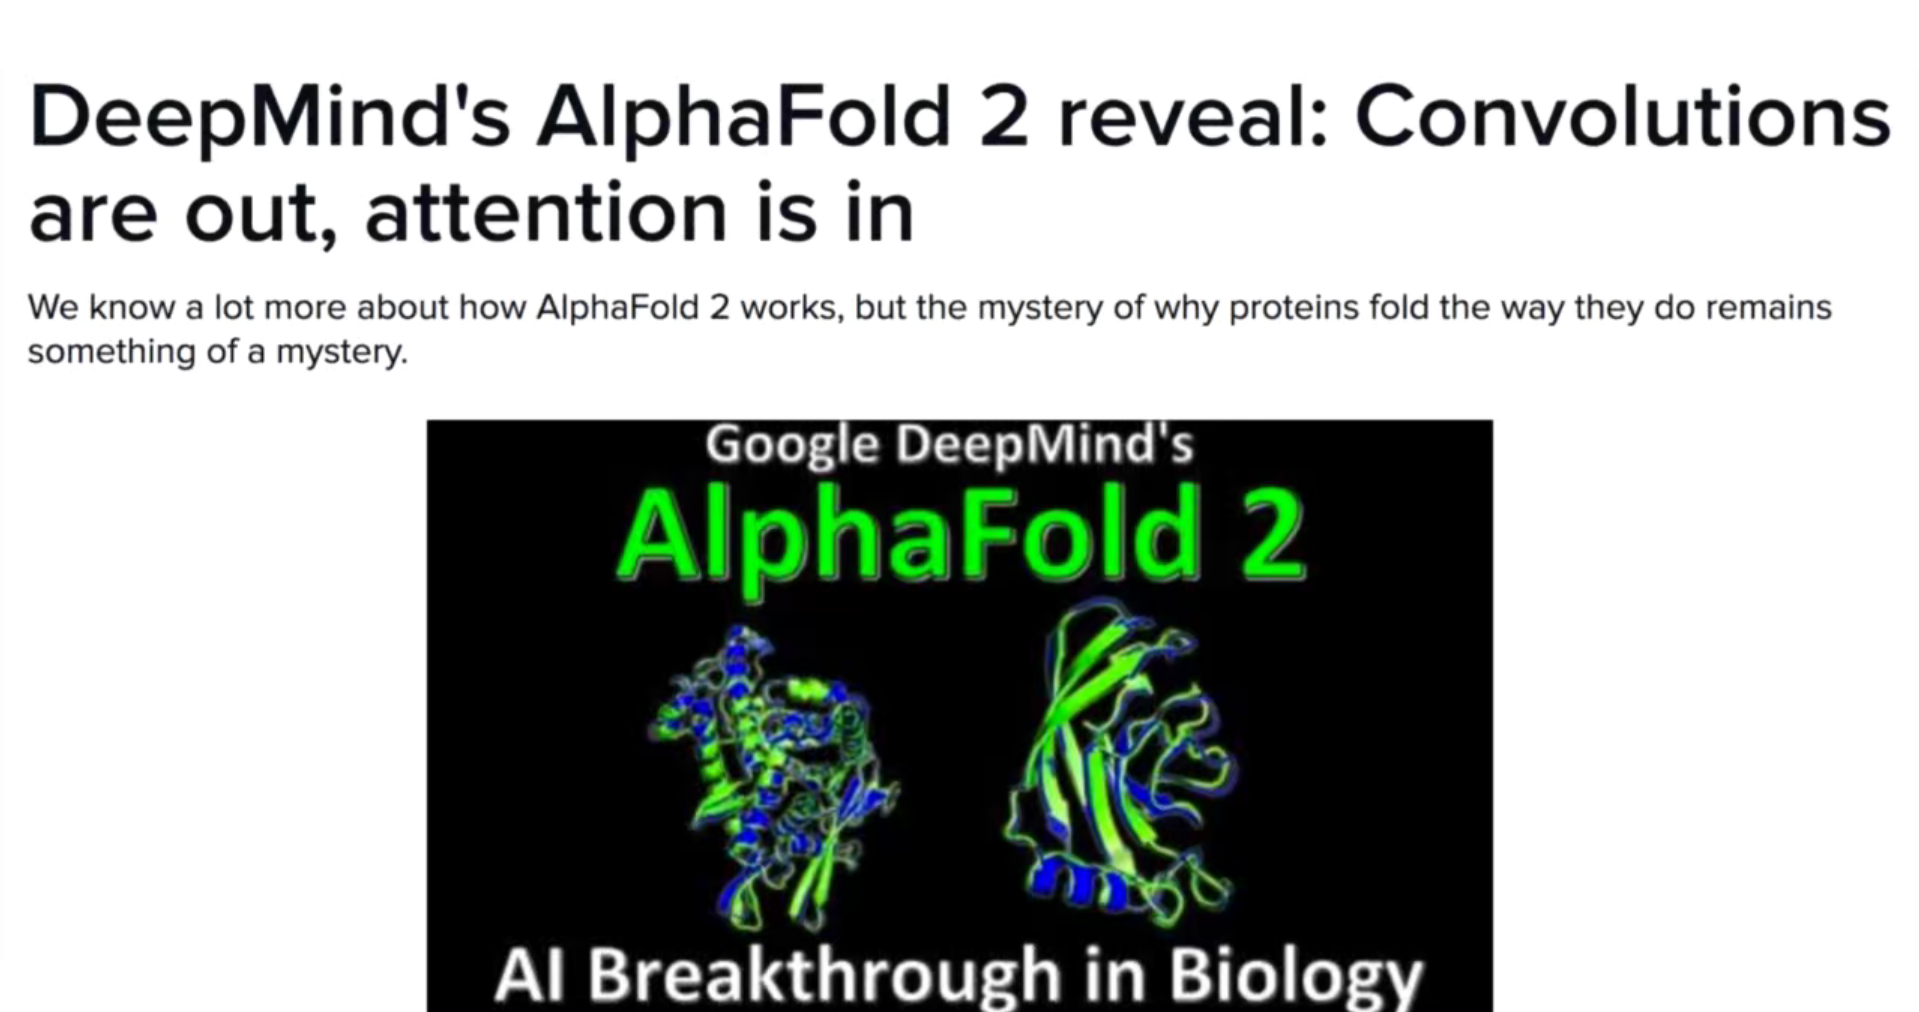 DeepMind's AlphaFold 2 reveal: Convolutions
are out, attention is in
We know a lot more about how AlphaFold 2 works, but the mystery of why proteins fold the way they do remains
something of a mystery.
Google DeepMind's
AlphaFold 2
AI Breakthrough in Biology